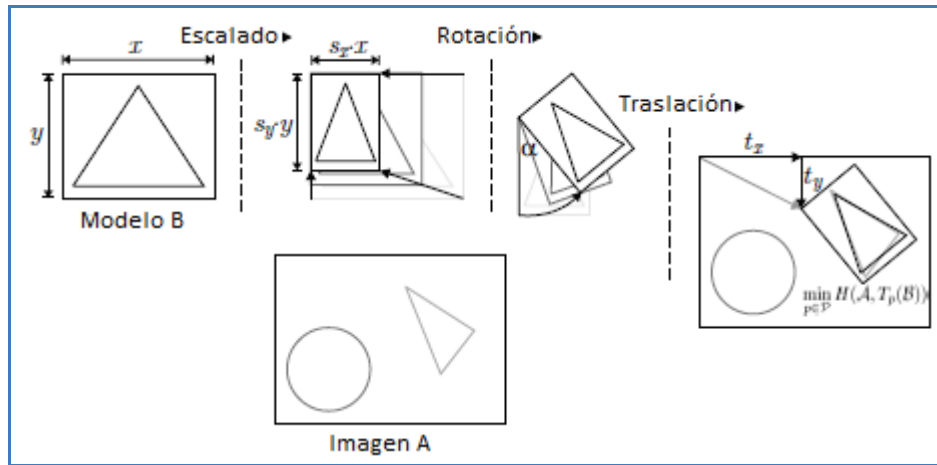 Escalado▸
Rotación▸
x
s_x·x
y
s_y·y
Traslación▸
α
t_x
t_y
Modelo B
min H(A, T_p(B))
p∈P
Imagen A